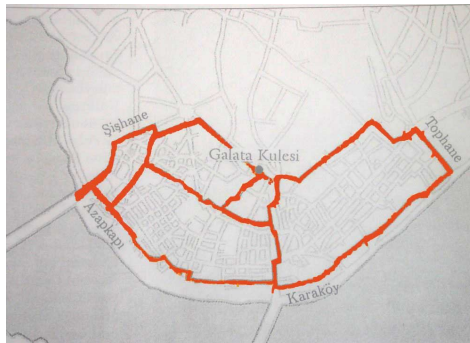 Şişhane
Tophane
Galata Kulesi
Azapkapı
Karaköy